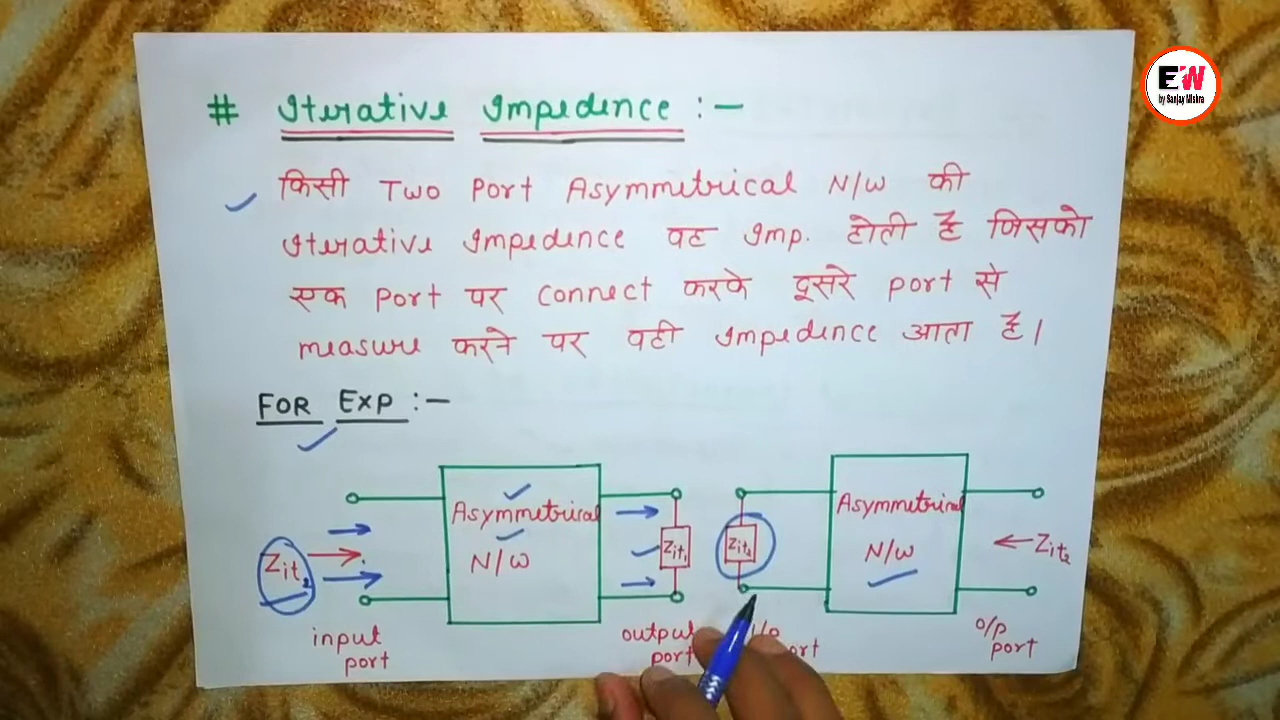 # Iterative Impedence :-
किसी Two Port Asymmetrical N/W की
Iterative Impedence वह Imp. होती है जिसको
एक Port पर Connect करके दूसरे port से
measure करने पर वही Impedence आता है।
FOR EXP :-
Zit₁
input
port
Asymmetrical
N/W
Zit₁
output
port
Zit₂
i/p
port
Asymmetrical
N/W
Zit₂
o/p
port
EW
by Sanjay Mishra